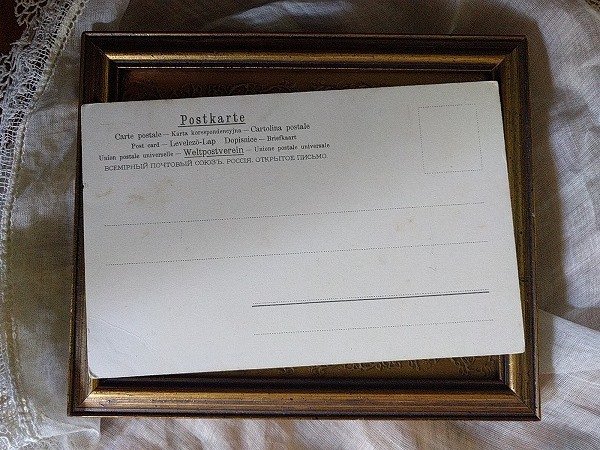 Postkarte
Carte postale — Karta korespondencyjna — Cartolina postale
Post card — Levelező-Lap Dopisnice — Briefkaart
Union postale universelle — Weltpostverein — Unione postale universale
ВСЕМІРНЫЙ ПОЧТОВЫЙ СОЮЗЪ. РОССІЯ. ОТКРЫТОЕ ПИСЬМО.